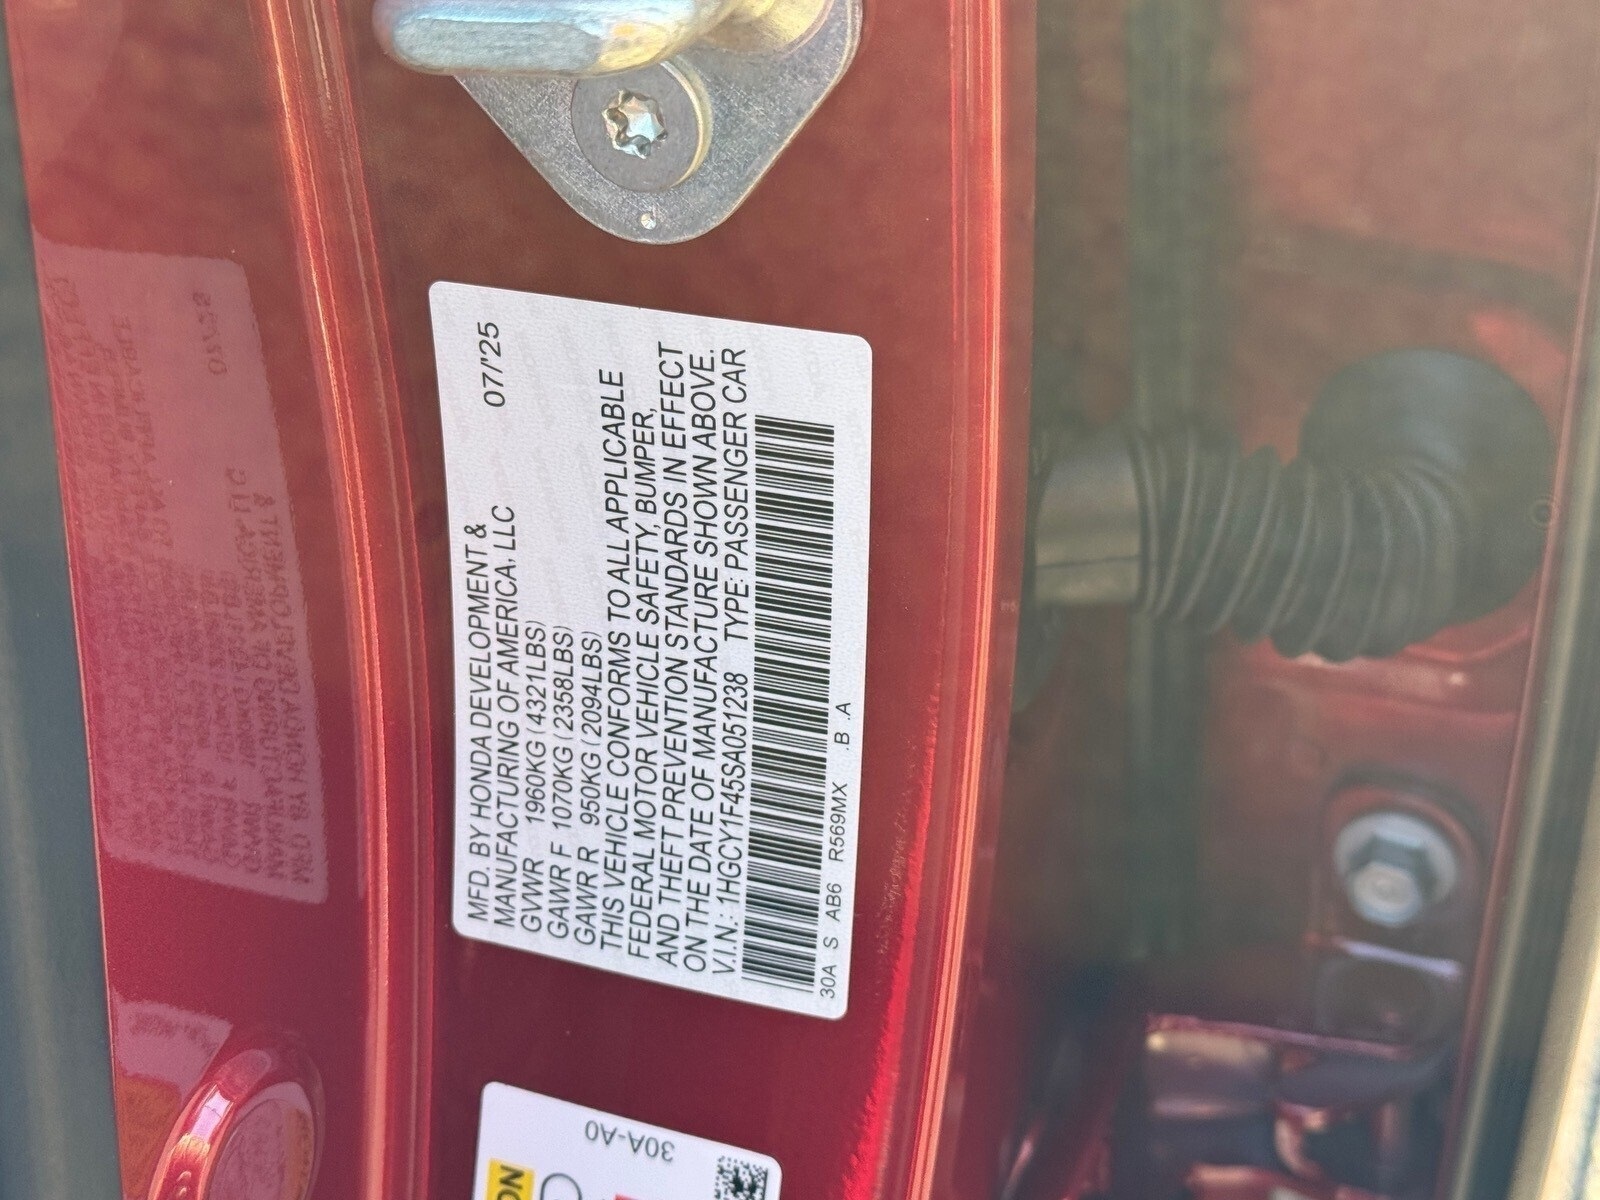 MFD. BY HONDA DEVELOPMENT &
MANUFACTURING OF AMERICA, LLC 07/'25
GVWR 1960KG (4321LBS)
GAWR F 1070KG (2358LBS)
GAWR R 950KG (2094LBS)
THIS VEHICLE CONFORMS TO ALL APPLICABLE
FEDERAL MOTOR VEHICLE SAFETY, BUMPER,
AND THEFT PREVENTION STANDARDS IN EFFECT
ON THE DATE OF MANUFACTURE SHOWN ABOVE.
V.I.N.: 1HGCY1F45SA051238 TYPE: PASSENGER CAR
30A S AB6 R569MX .B .A
30A-A0